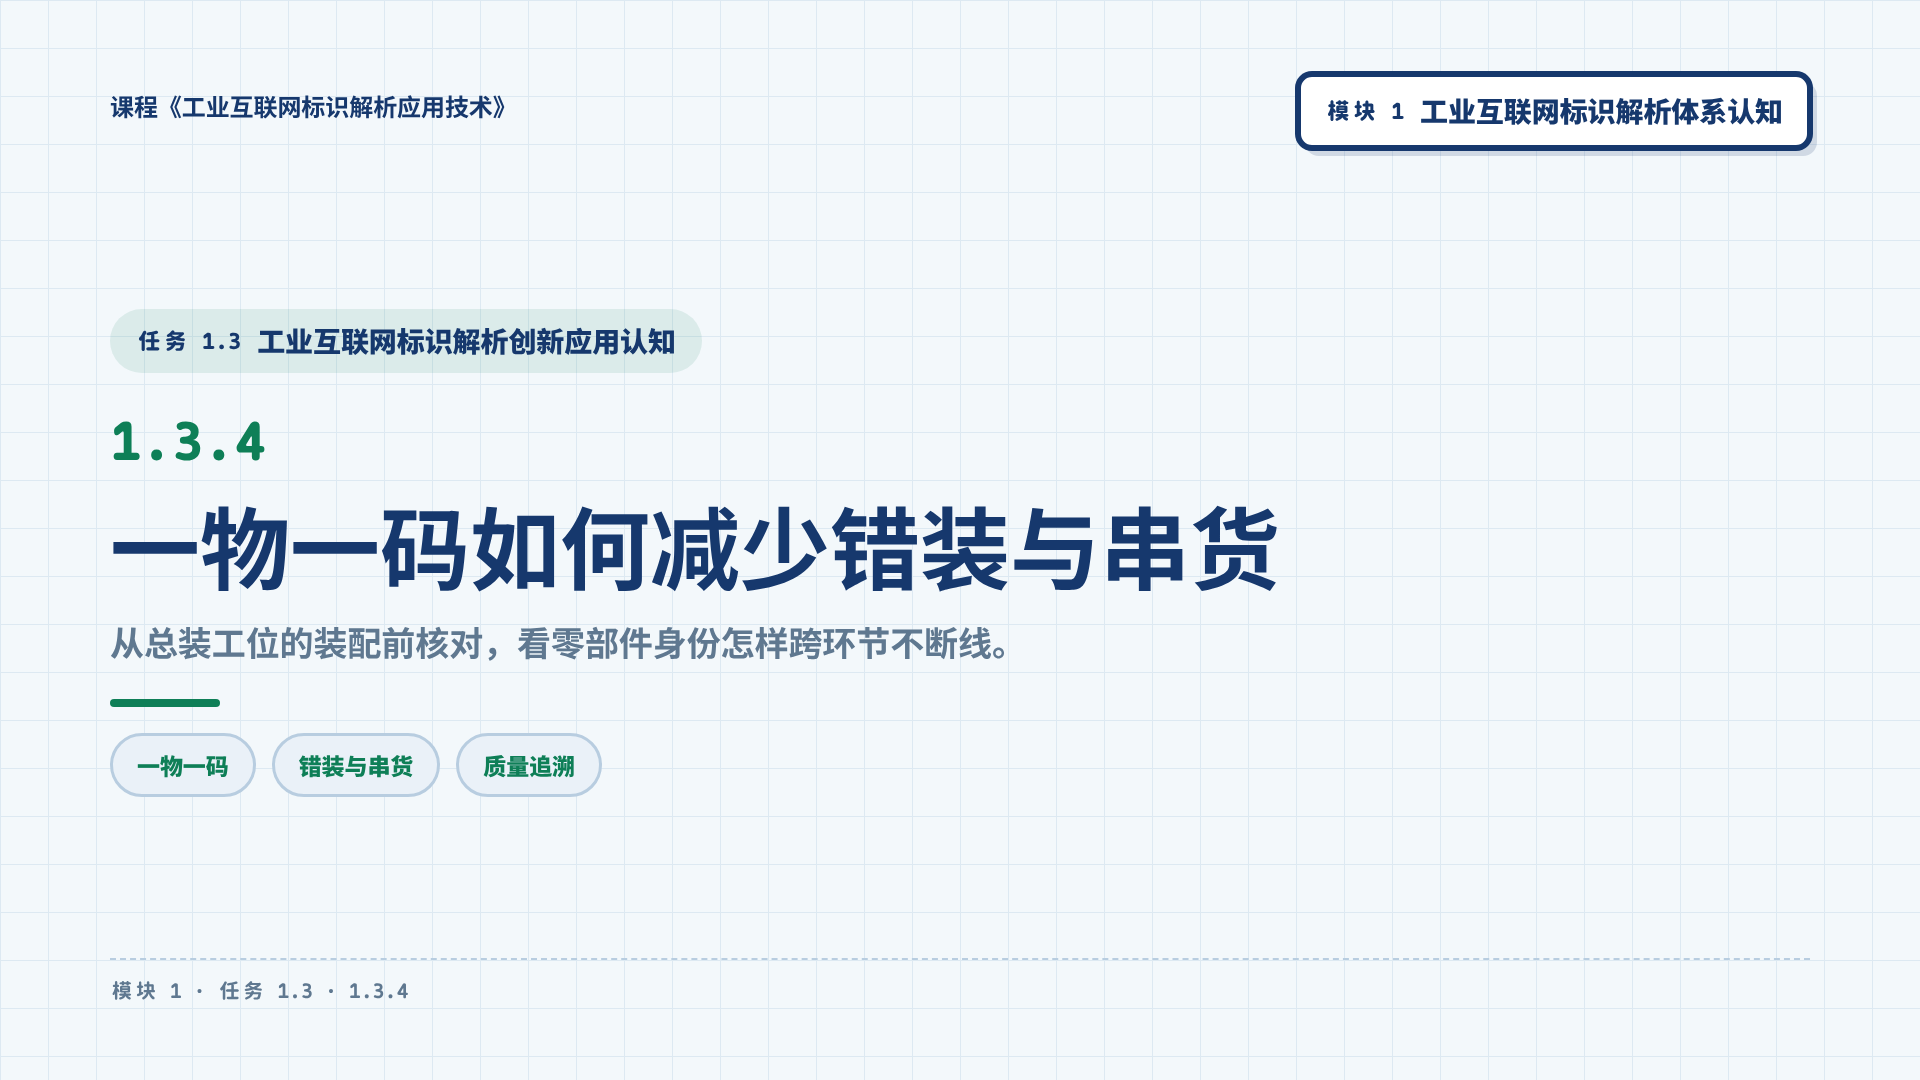 课程《工业互联网标识解析应用技术》
模块 1 工业互联网标识解析体系认知
任务 1.3 工业互联网标识解析创新应用认知
1.3.4
一物一码如何减少错装与串货
从总装工位的装配前核对，看零部件身份怎样跨环节不断线。
一物一码
错装与串货
质量追溯
模块 1 · 任务 1.3 · 1.3.4